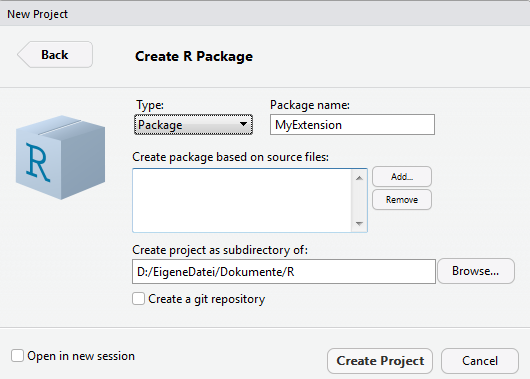 New Project
Back
Create R Package
Type:
Package name:
Package
MyExtension
Create package based on source files:
Add...
Remove
Create project as subdirectory of:
D:/EigeneDatei/Dokumente/R
Browse...
Create a git repository
Open in new session
Create Project
Cancel
R